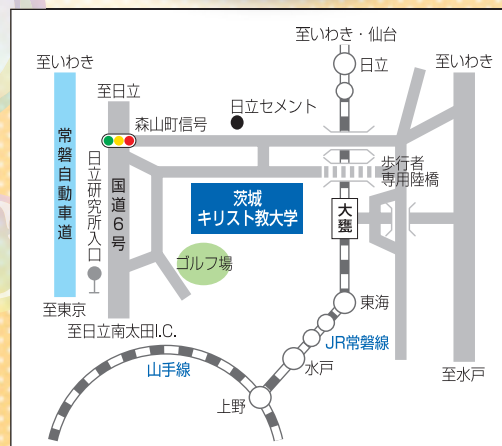 至いわき・仙台
至いわき
日立
至いわき
至日立
日立セメント
森山町信号
常磐自動車道
日立研究所入口
国道6号
歩行者
専用陸橋
茨城
キリスト教大学
大甕
ゴルフ場
至東京
東海
至日立南太田I.C.
JR常磐線
山手線
水戸
至水戸
上野